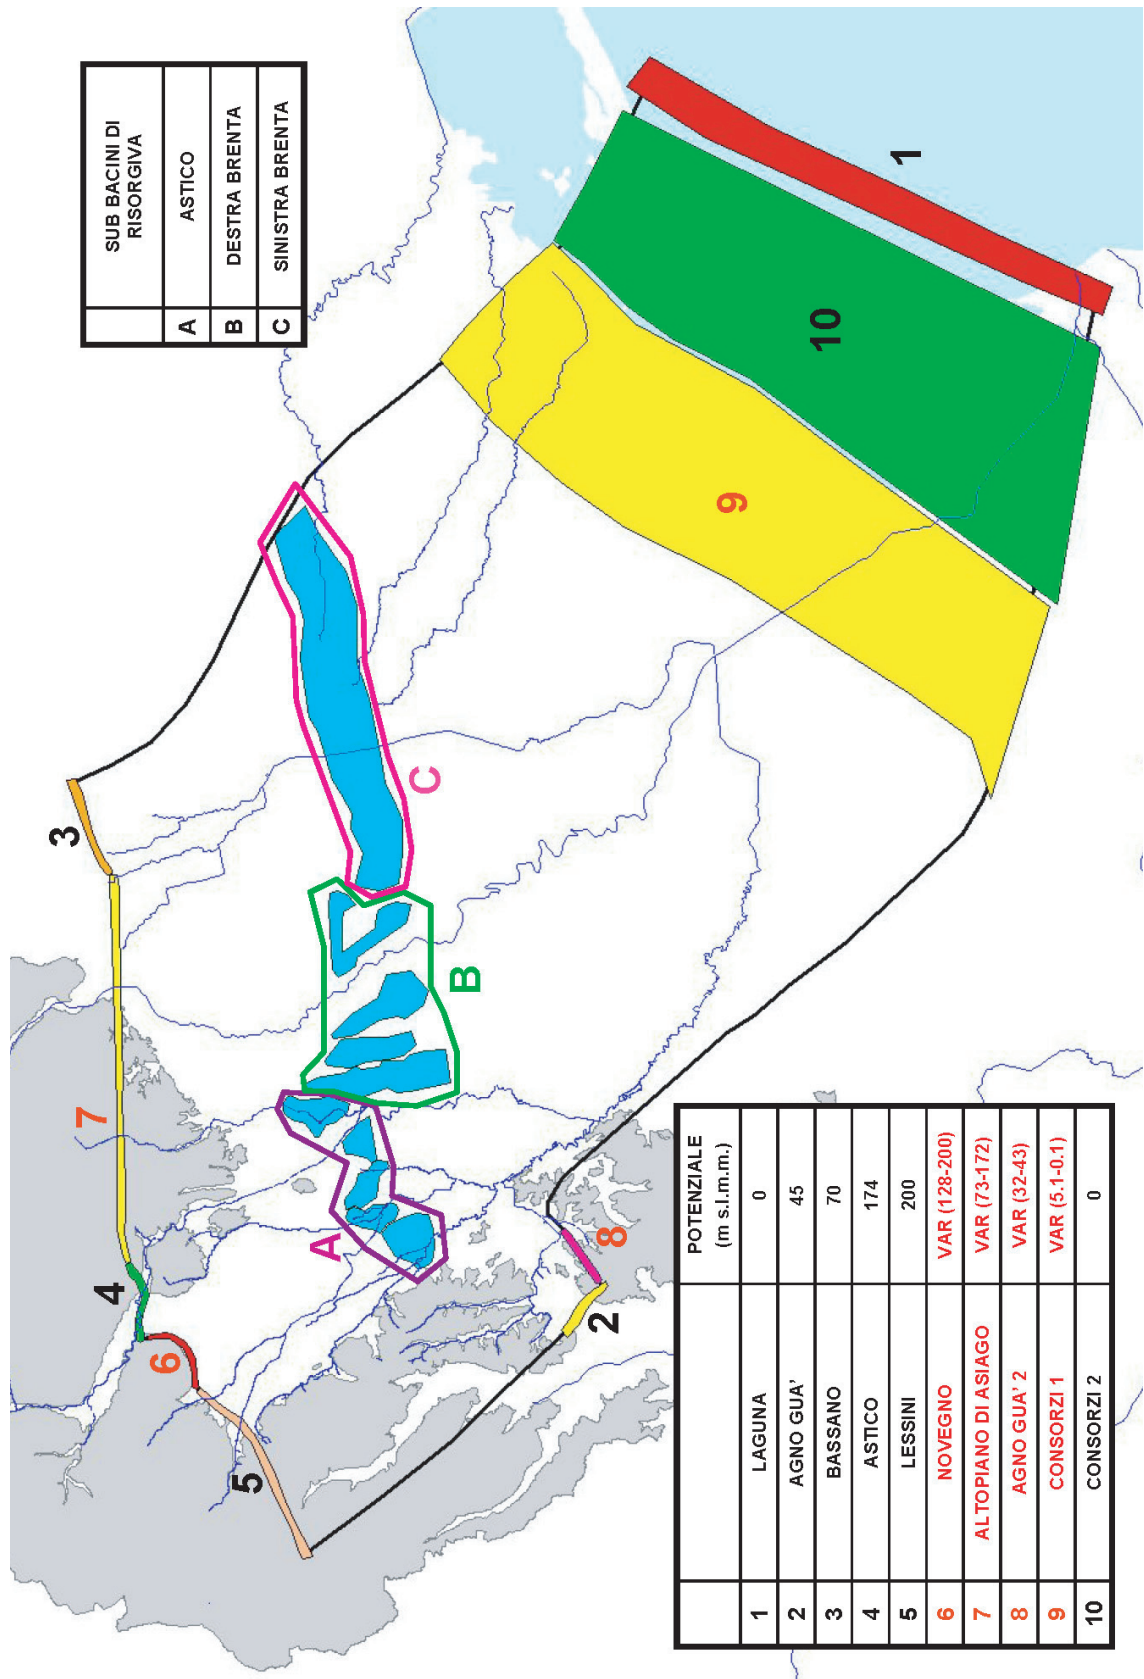 SUB BACINI DI
RISORGIVA
A ASTICO
B DESTRA BRENTA
C SINISTRA BRENTA
1
10
9
3
C
B
7
A
4
6
8
2
5
POTENZIALE
(m s.l.m.m.)
1 LAGUNA 0
2 AGNO GUA' 45
3 BASSANO 70
4 ASTICO 174
5 LESSINI 200
6 NOVEGNO VAR (128-200)
7 ALTOPIANO DI ASIAGO VAR (73-172)
8 AGNO GUA' 2 VAR (32-43)
9 CONSORZI 1 VAR (5.1-0.1)
10 CONSORZI 2 0